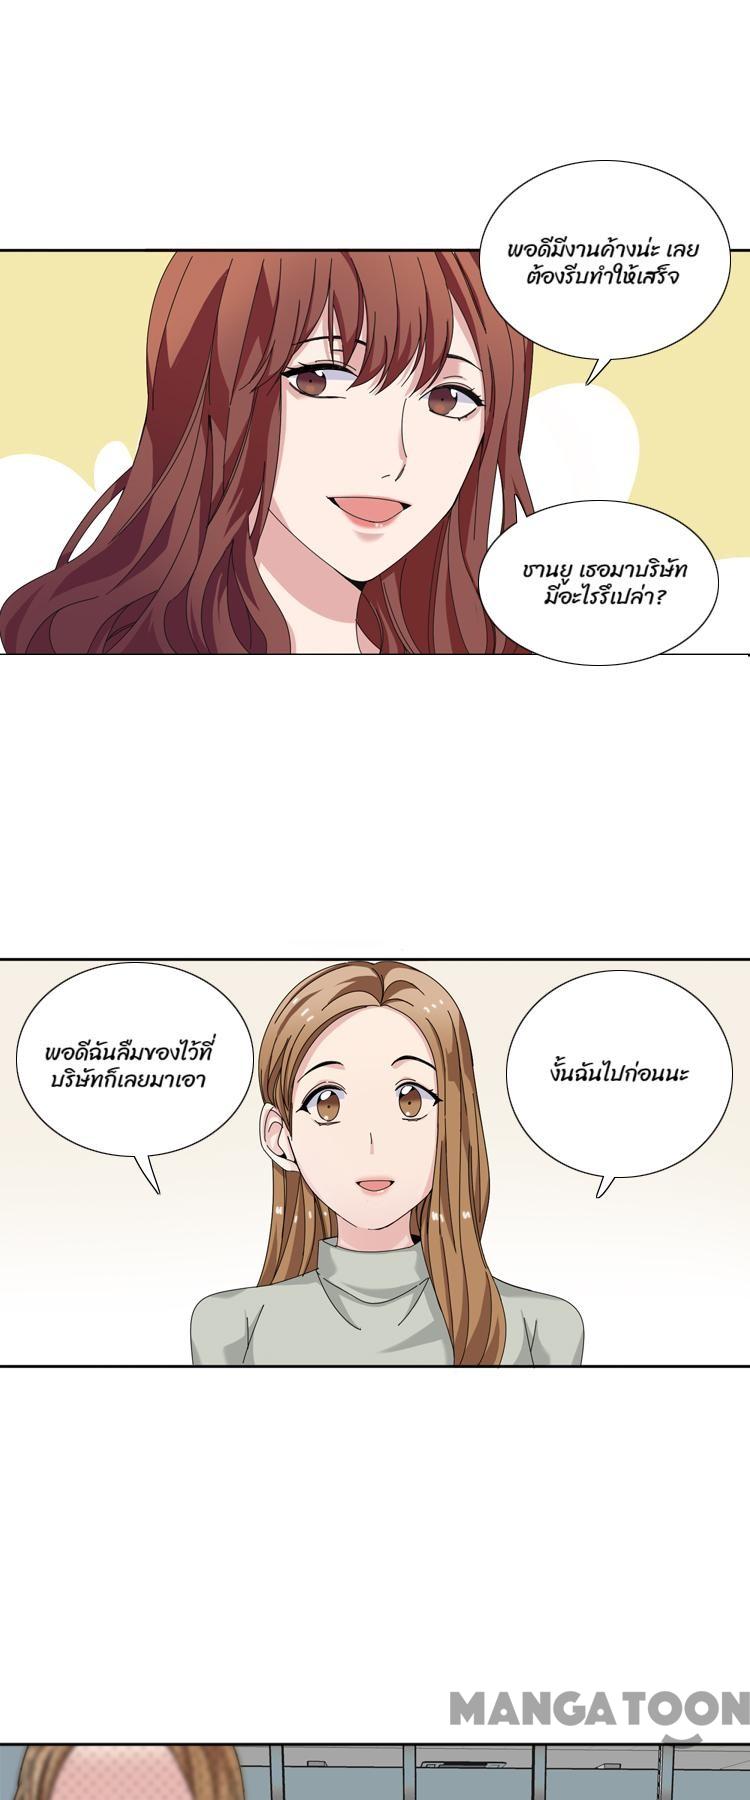 พอดีมีงานค้างน่ะ เลย
ต้องรีบทำให้เสร็จ
ชานยู เธอมาบริษัท
มีอะไรรึเปล่า?
พอดีฉันลืมของไว้ที่
บริษัทก็เลยมาเอา
งั้นฉันไปก่อนนะ
MANGATOON